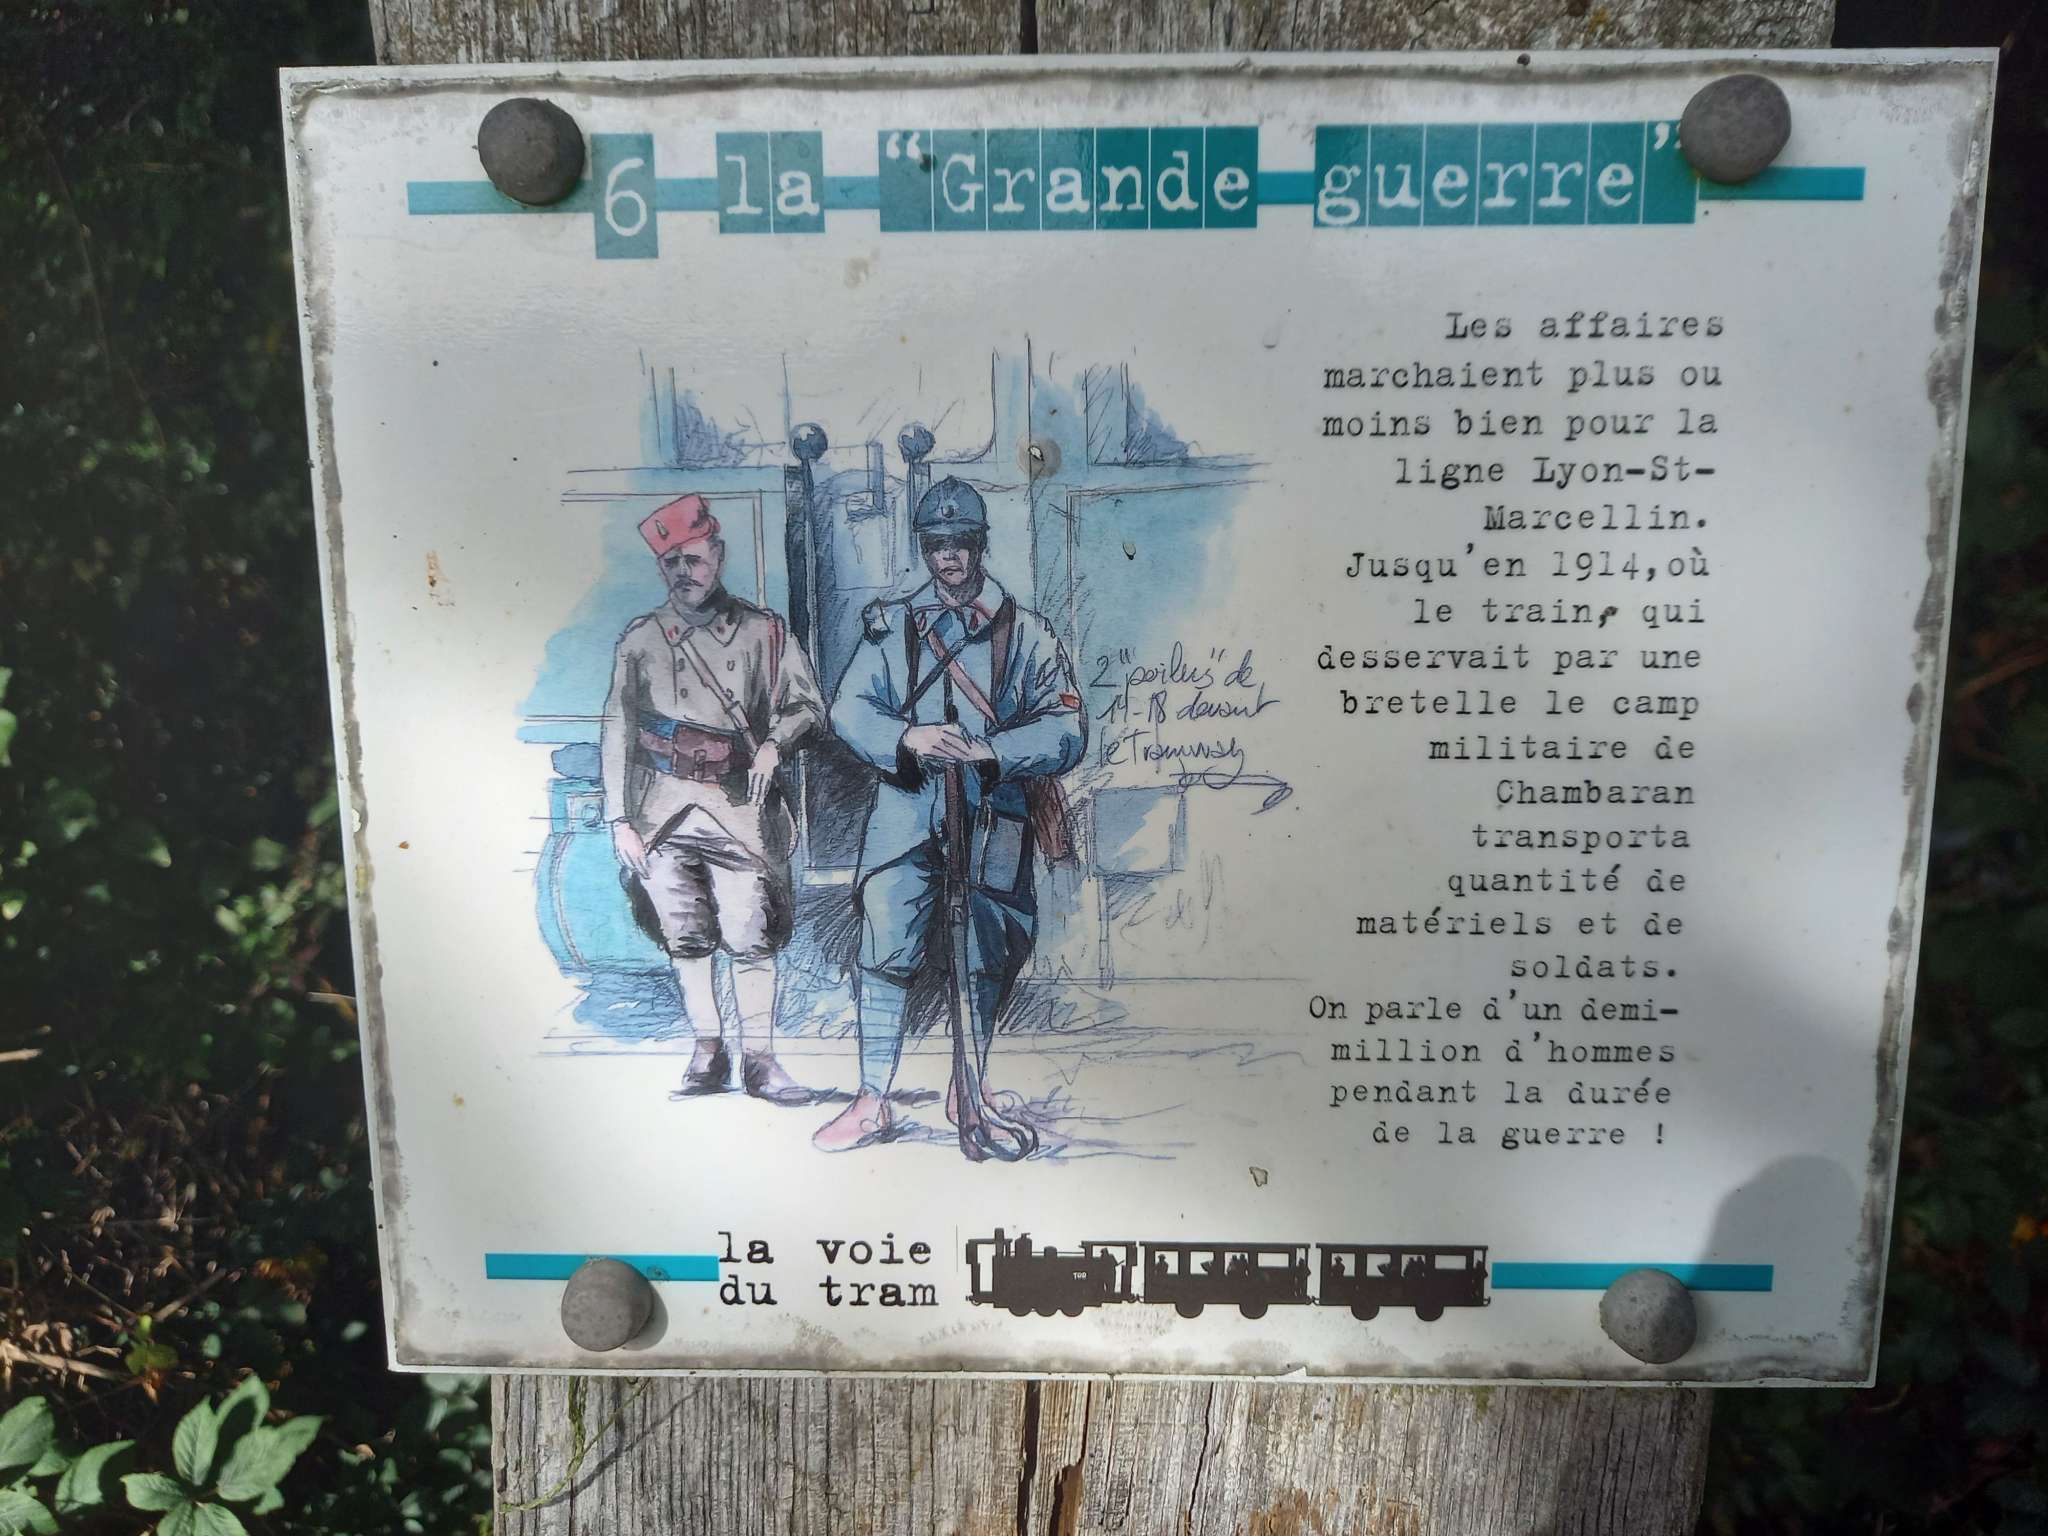 6 la “Grande guerre”
Les affaires
marchaient plus ou
moins bien pour la
ligne Lyon-St-
Marcellin.
Jusqu'en 1914,où
le train, qui
desservait par une
bretelle le camp
militaire de
Chambaran
transporta
quantité de
matériels et de
soldats.
On parle d'un demi-
million d'hommes
pendant la durée
de la guerre !
2 "poilus" de
14-18 devant
le Tramway
la voie
du tram